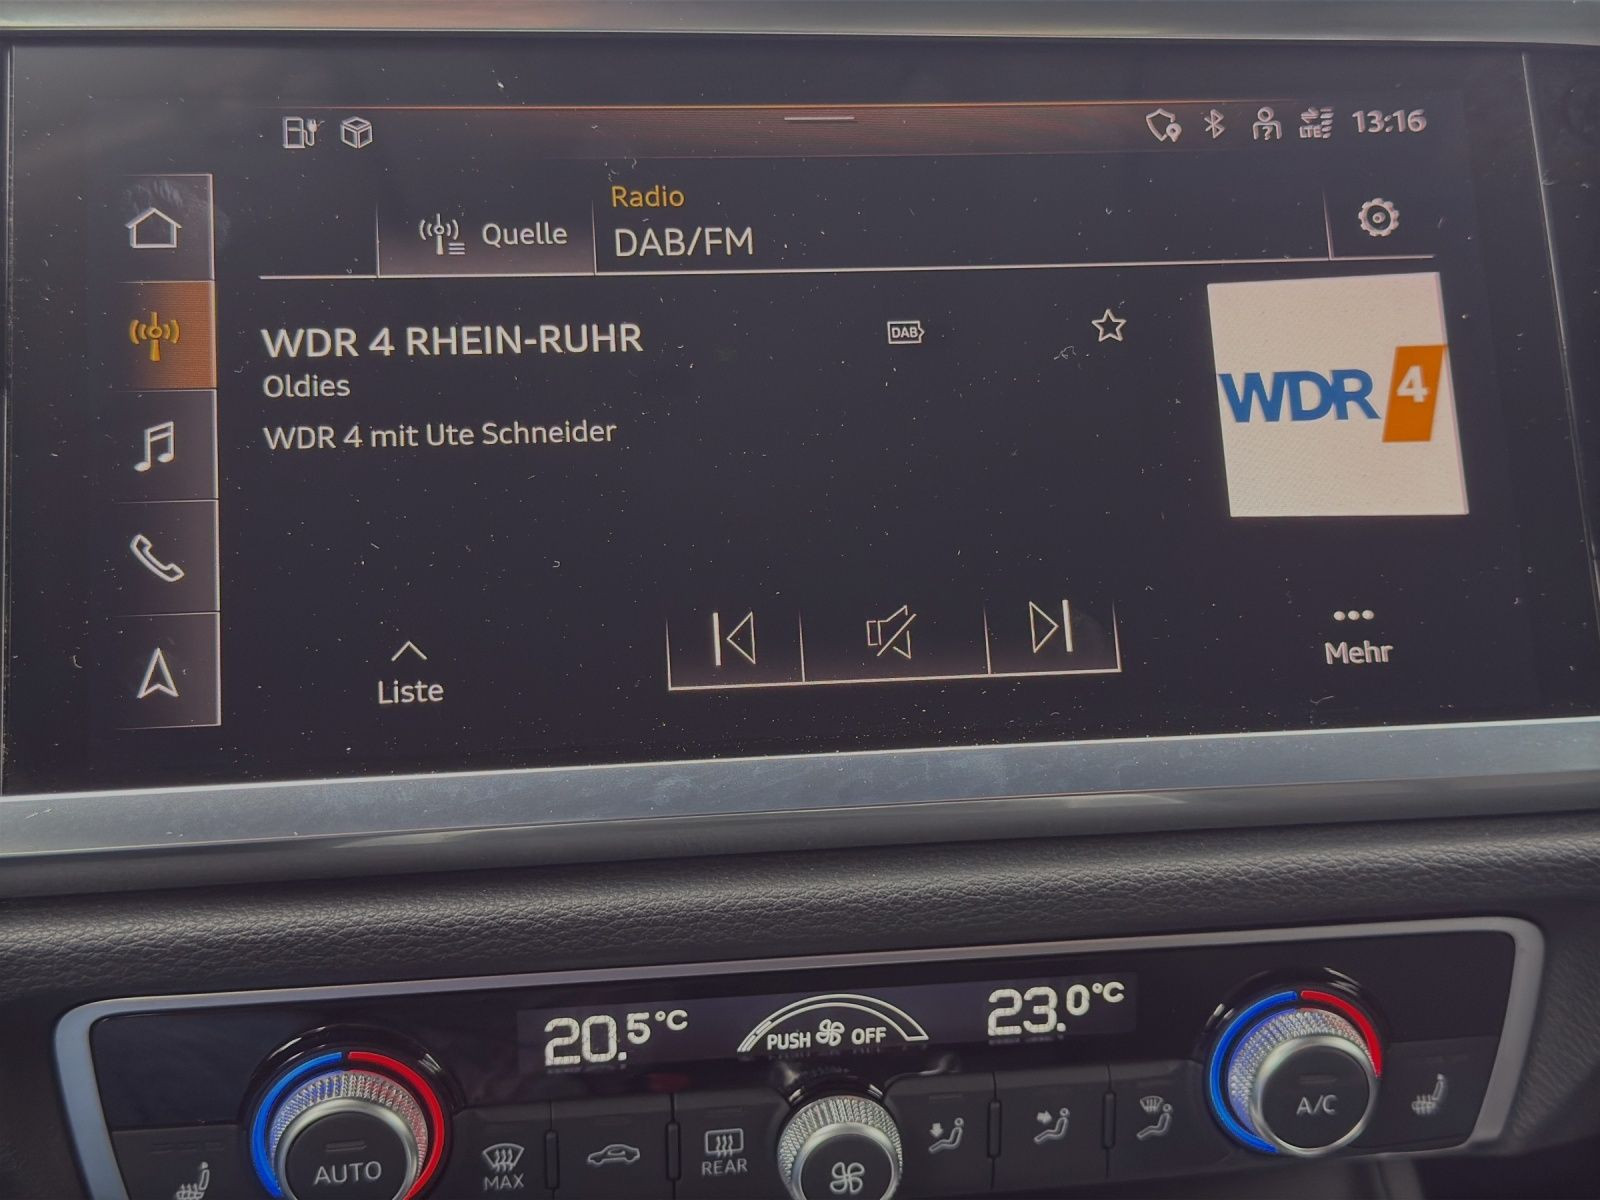 LTE 13:16
Radio
Quelle DAB/FM
WDR 4 RHEIN-RUHR DAB
Oldies
WDR 4 mit Ute Schneider
WDR 4
Liste Mehr
20.5°C PUSH OFF 23.0°C
AUTO MAX REAR A/C